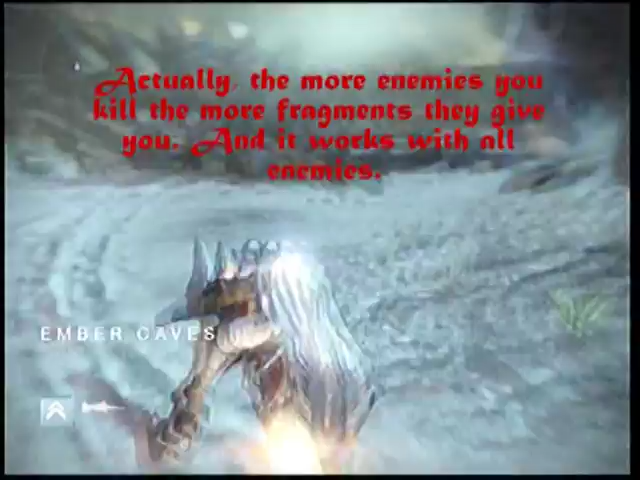 Actually, the more enemies you
kill the more fragments they give
you. And it works with all
enemies.
EMBER CAVES